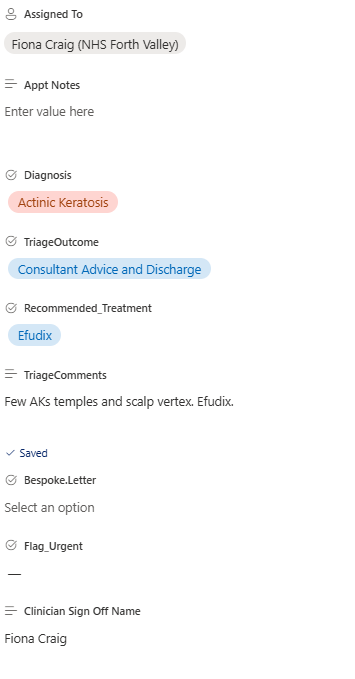 Assigned To
Fiona Craig (NHS Forth Valley)
Appt Notes
Enter value here
Diagnosis
Actinic Keratosis
TriageOutcome
Consultant Advice and Discharge
Recommended_Treatment
Efudix
TriageComments
Few AKs temples and scalp vertex. Efudix.
Saved
Bespoke.Letter
Select an option
Flag_Urgent
—
Clinician Sign Off Name
Fiona Craig